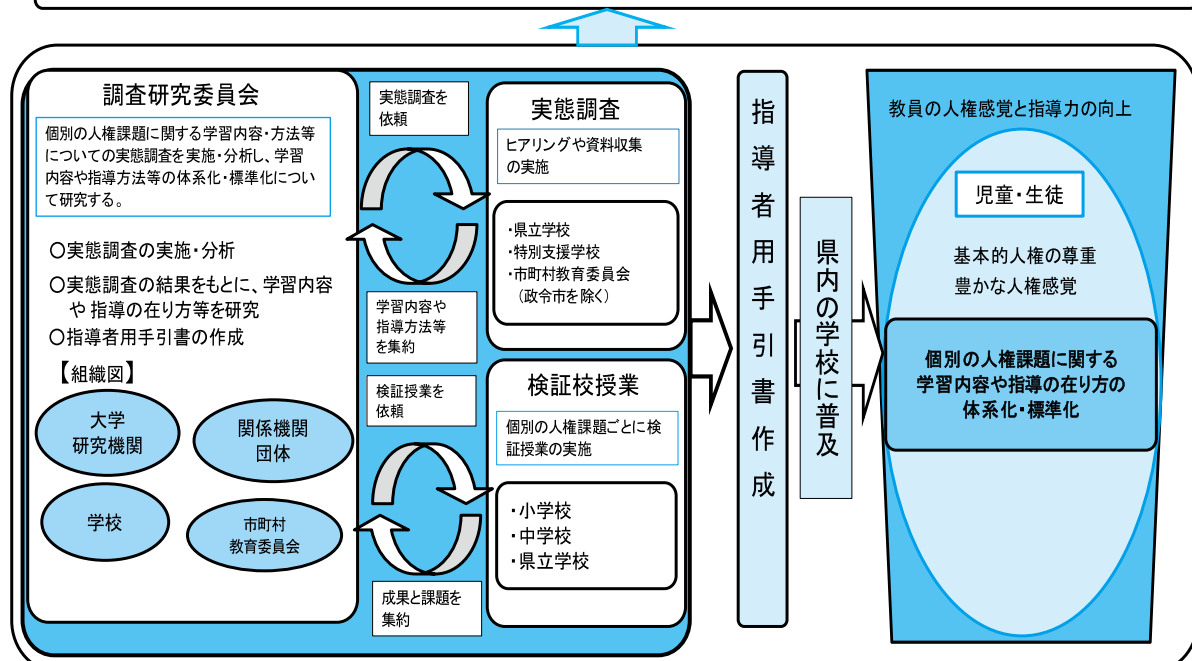 調査研究委員会
個別の人権課題に関する学習内容・方法等
についての実態調査を実施・分析し、学習
内容や指導方法等の体系化・標準化につい
て研究する。
〇実態調査の実施・分析
〇実態調査の結果をもとに、学習内容
や 指導の在り方等を研究
〇指導者用手引書の作成
【組織図】
大学
研究機関
関係機関
団体
学校
市町村
教育委員会
実態調査を
依頼
学習内容や
指導方法等
を集約
検証授業を
依頼
成果と課題を
集約
実態調査
ヒアリングや資料収集
の実施
・県立学校
・特別支援学校
・市町村教育委員会
（政令市を除く）
検証校授業
個別の人権課題ごとに検
証授業の実施
・小学校
・中学校
・県立学校
指導者用手引書作成
県内の学校に普及
教員の人権感覚と指導力の向上
児童・生徒
基本的人権の尊重
豊かな人権感覚
個別の人権課題に関する
学習内容や指導の在り方の
体系化・標準化